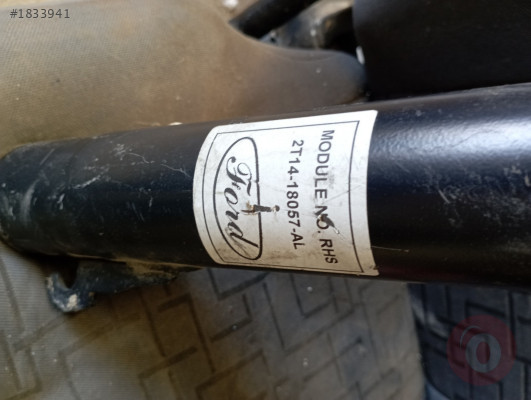 #1833941
MODULE NO. RHS
2T14-18057-AL
Ford